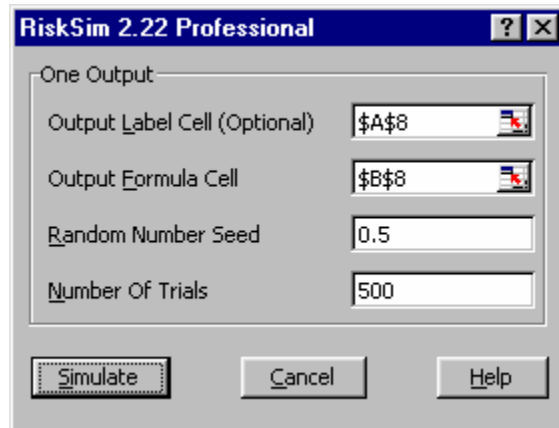 RiskSim 2.22 Professional ? X
One Output
Output Label Cell (Optional) $A$8
Output Formula Cell $B$8
Random Number Seed 0.5
Number Of Trials 500
Simulate Cancel Help